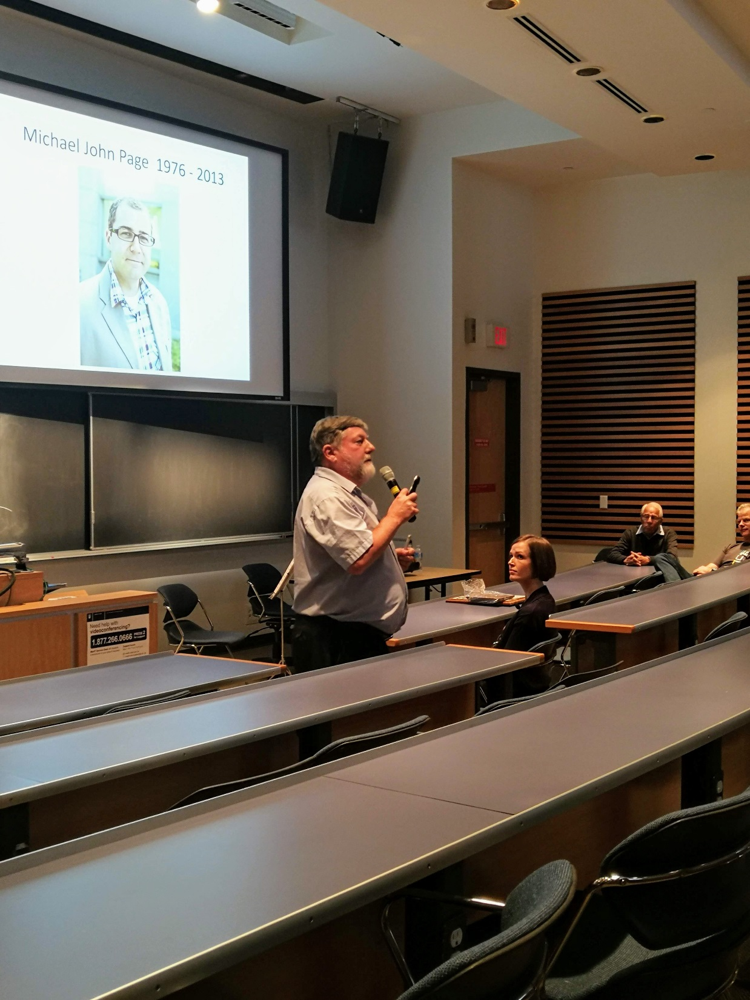 Michael John Page 1976 - 2013
EXIT
Need help with
videoconferencing?
1.877.266.0666 PRESS 2